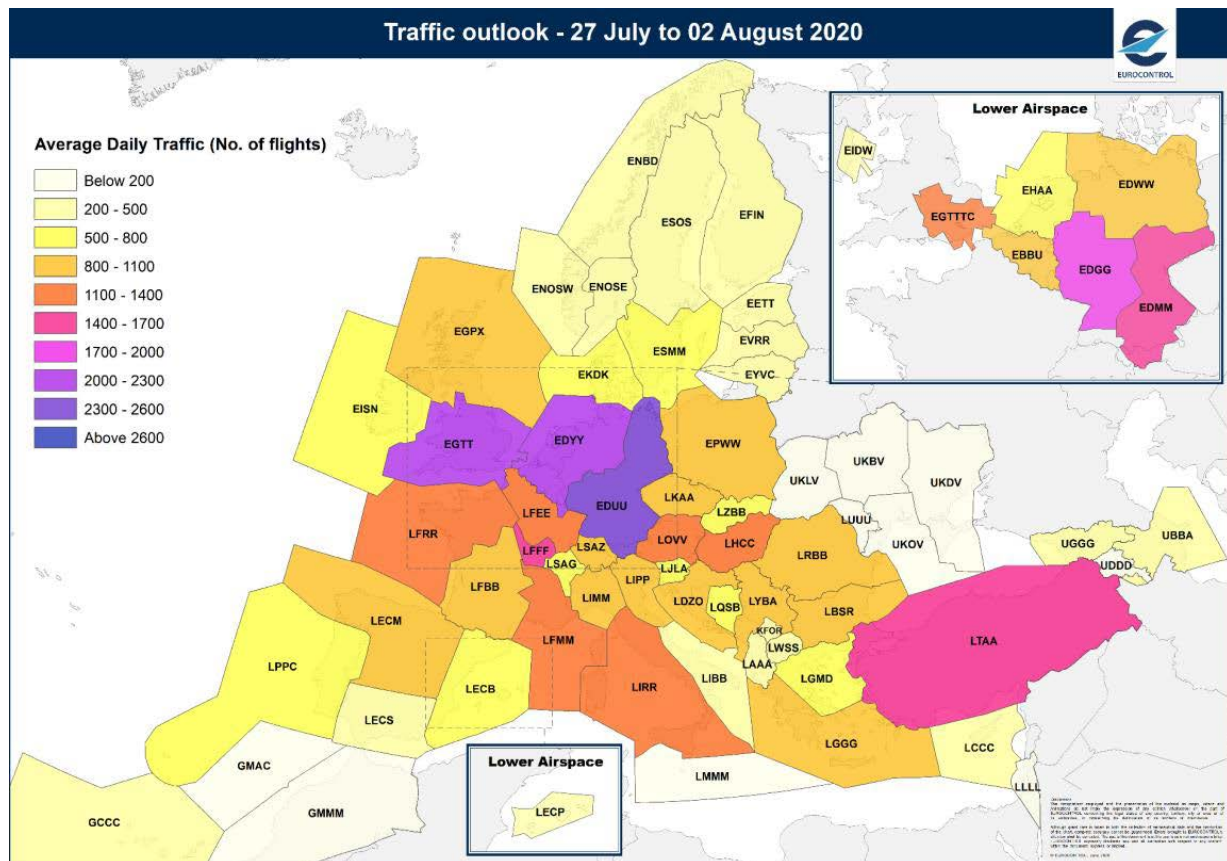 Traffic outlook - 27 July to 02 August 2020
EUROCONTROL
Average Daily Traffic (No. of flights)
Below 200
200 - 500
500 - 800
800 - 1100
1100 - 1400
1400 - 1700
1700 - 2000
2000 - 2300
2300 - 2600
Above 2600
Lower Airspace
EIDW
EHAA
EDWW
EGTTTC
EBBU
EDGG
EDMM
ENBD
ESOS
EFIN
ENOSW
ENOSE
EETT
EVRR
EYVC
EGPX
EKDK
ESMM
EISN
EGTT
EDYY
EPWW
UKLV
UKBV
UKDV
EDUU
LKAA
LZBB
LUUU
UKOV
LFRR
LFEE
LFFF
LSAZ
LOVV
LHCC
LRBB
UGGG
UBBA
UDDD
LSAG
LJLA
LFBB
LIMM
LIPP
LDZO
LQSB
LYBA
LBSR
LECM
KFOR
LWSS
LAAA
LFMM
LTAA
LPPC
LECB
LIRR
LIBB
LGMD
LECS
LGGG
LCCC
GMAC
LMMM
LLLL
GCCC
GMMM
Lower Airspace
LECP